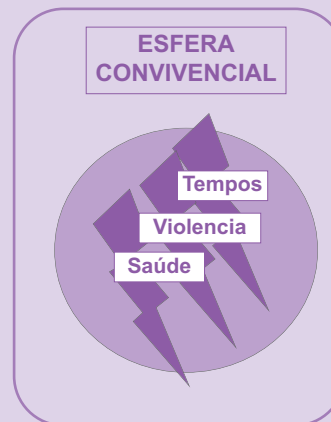 ESFERA
CONVIVENCIAL
Tempos
Violencia
Saúde